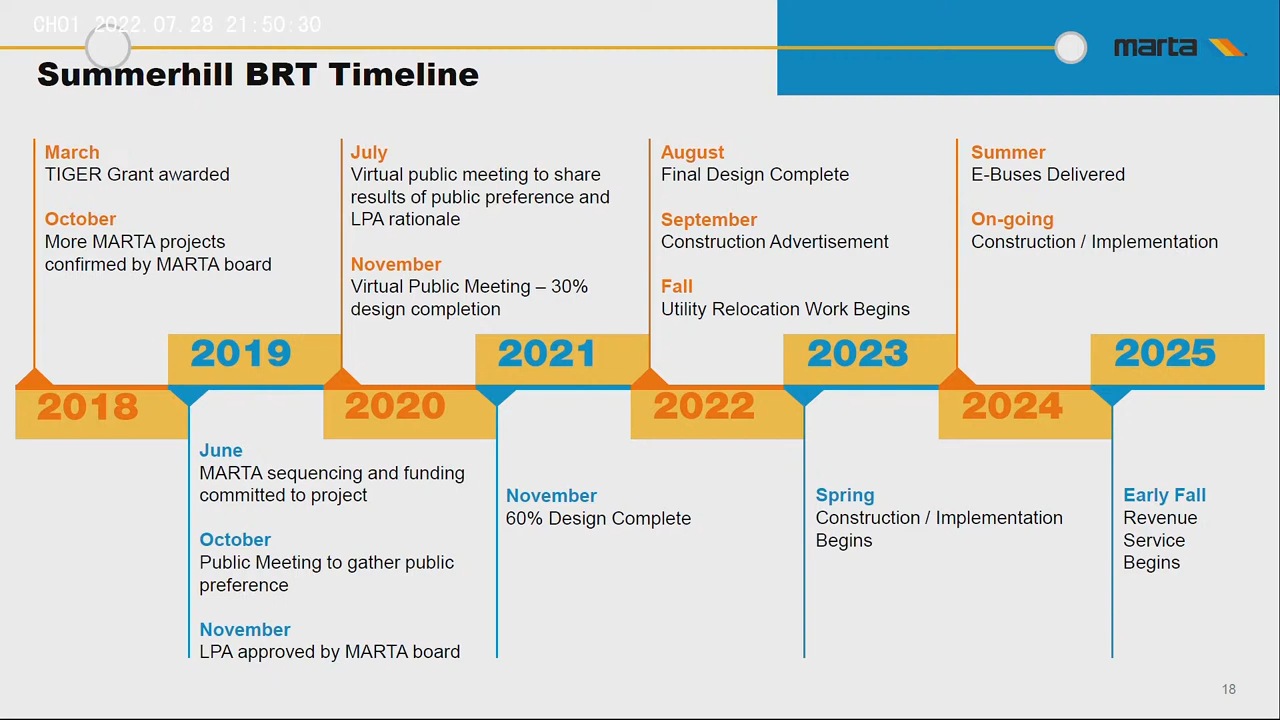 CH01 2022.07.28 21:50:30
marta
Summerhill BRT Timeline
March
TIGER Grant awarded
October
More MARTA projects
confirmed by MARTA board
July
Virtual public meeting to share
results of public preference and
LPA rationale
November
Virtual Public Meeting – 30%
design completion
August
Final Design Complete
September
Construction Advertisement
Fall
Utility Relocation Work Begins
Summer
E-Buses Delivered
On-going
Construction / Implementation
2019
2021
2023
2025
2018
2020
2022
2024
June
MARTA sequencing and funding
committed to project
October
Public Meeting to gather public
preference
November
LPA approved by MARTA board
November
60% Design Complete
Spring
Construction / Implementation
Begins
Early Fall
Revenue
Service
Begins
18